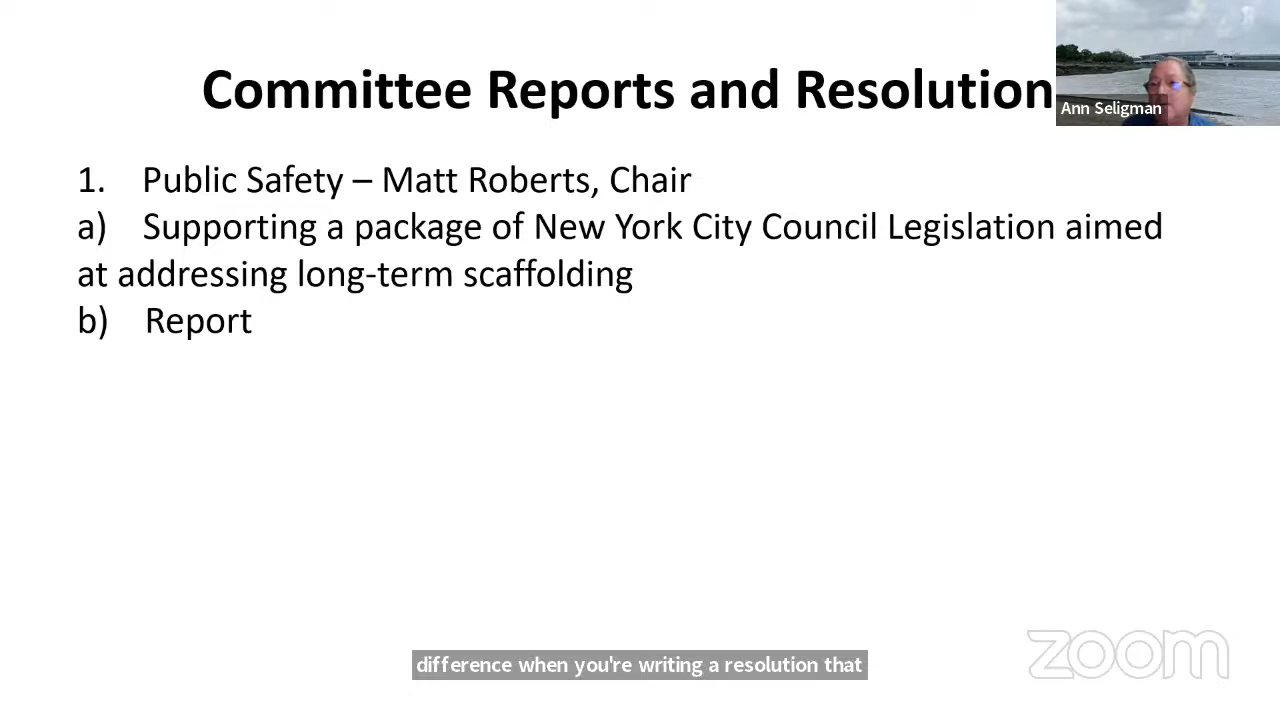 Committee Reports and Resolution
Ann Seligman
1. Public Safety – Matt Roberts, Chair
a) Supporting a package of New York City Council Legislation aimed
at addressing long-term scaffolding
b) Report
difference when you're writing a resolution that
zoom